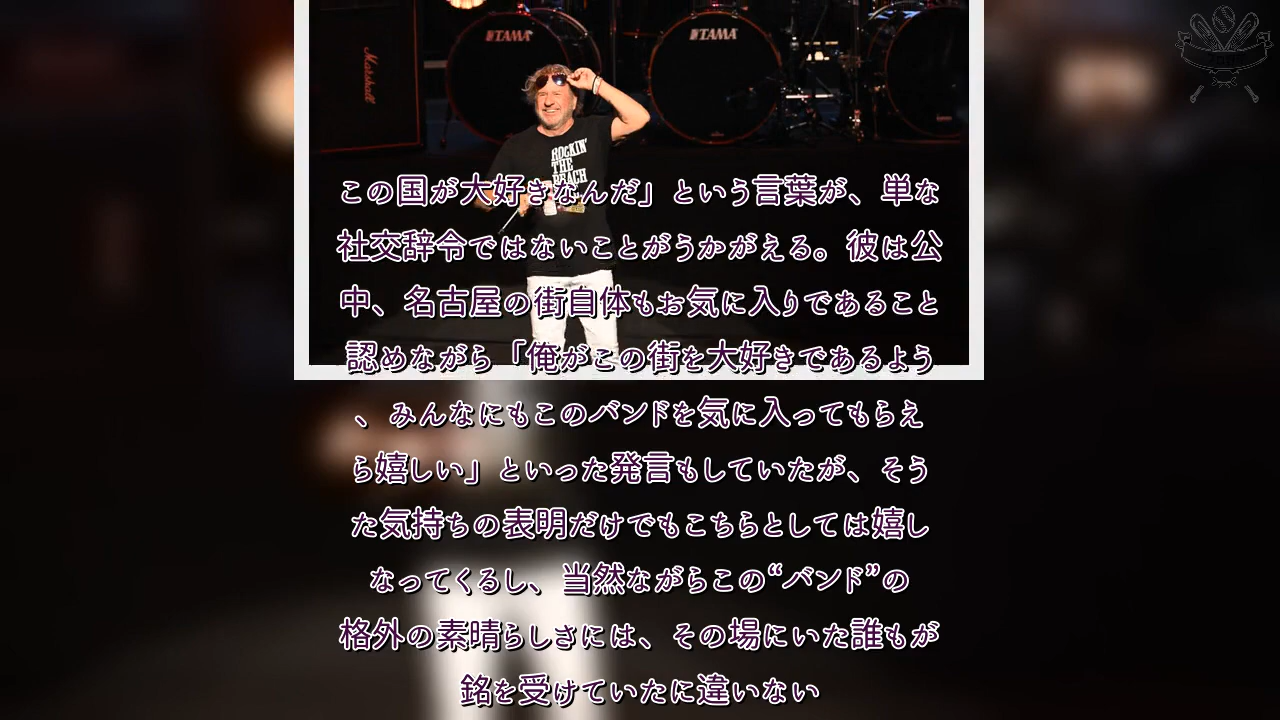 TAMA
TAMA
Marshall
ROCKIN'
THE
BEACH
この国が大好きなんだ」という言葉が、単な
社交辞令ではないことがうかがえる。彼は公
中、名古屋の街自体もお気に入りであること
認めながら「俺がこの街を大好きであるよう
、みんなにもこのバンドを気に入ってもらえ
ら嬉しい」といった発言もしていたが、そう
た気持ちの表明だけでもこちらとしては嬉し
なってくるし、当然ながらこの“バンド”の
格外の素晴らしさには、その場にいた誰もが
銘を受けていたに違いない